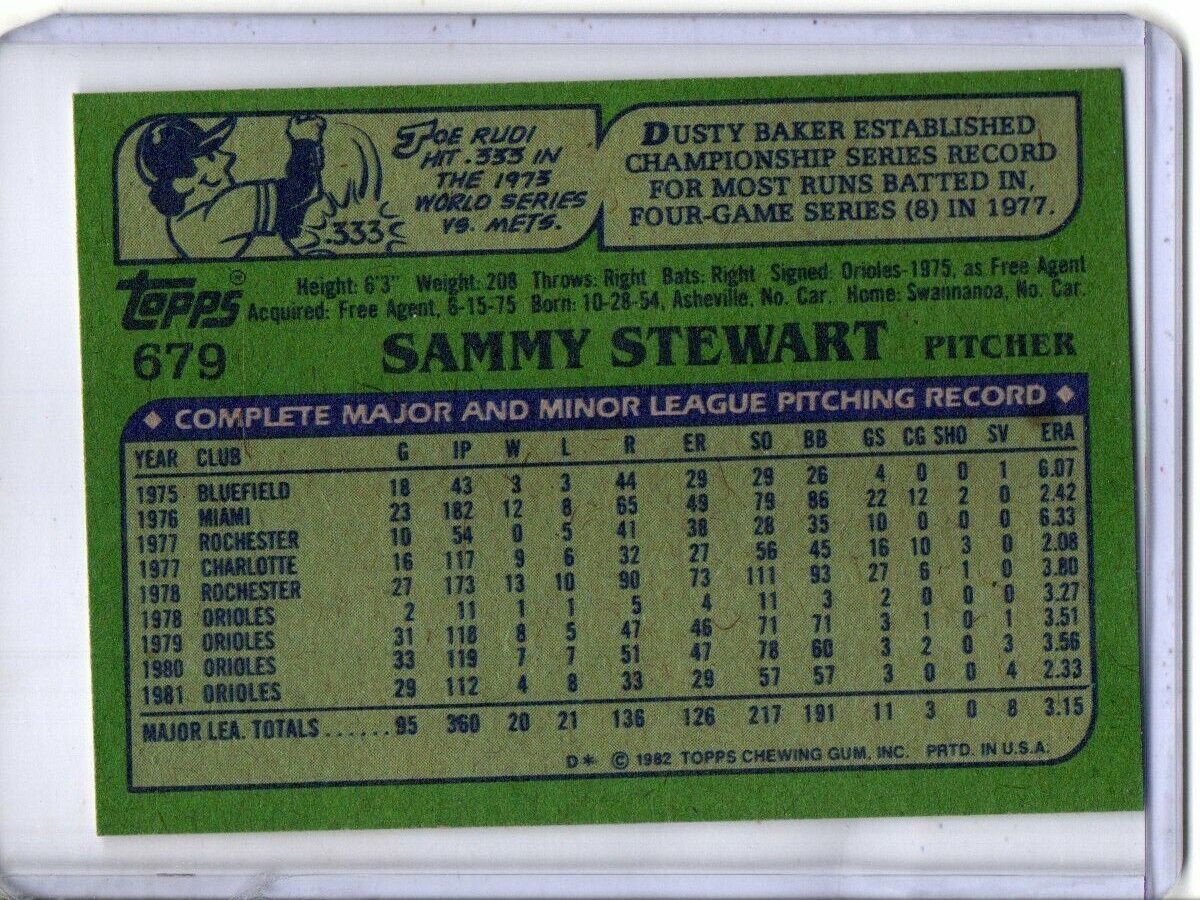 JOE RUDI
HIT .333 IN
THE 1973
WORLD SERIES
VS. METS.
.333
DUSTY BAKER ESTABLISHED
CHAMPIONSHIP SERIES RECORD
FOR MOST RUNS BATTED IN,
FOUR-GAME SERIES (8) IN 1977.
topps®
Height: 6'3" Weight: 208 Throws: Right Bats: Right Signed: Orioles-1975, as Free Agent
Acquired: Free Agent, 6-15-75 Born: 10-28-54, Asheville, No. Car. Home: Swannanoa, No. Car.
679 SAMMY STEWART PITCHER
◆ COMPLETE MAJOR AND MINOR LEAGUE PITCHING RECORD ◆
YEAR CLUB G IP W L R ER SO BB GS CG SHO SV ERA
1975 BLUEFIELD 18 43 3 3 44 29 29 26 4 0 0 1 6.07
1976 MIAMI 23 182 12 8 65 49 79 86 22 12 2 0 2.42
1977 ROCHESTER 10 54 0 5 41 38 28 35 10 0 0 0 6.33
1977 CHARLOTTE 16 117 9 6 32 27 56 45 16 10 3 0 2.08
1978 ROCHESTER 27 173 13 10 90 73 111 93 27 6 1 0 3.80
1978 ORIOLES 2 11 1 1 5 4 11 3 2 0 0 0 3.27
1979 ORIOLES 31 118 8 5 47 46 71 71 3 1 0 1 3.51
1980 ORIOLES 33 119 7 7 51 47 78 60 3 2 0 3 3.56
1981 ORIOLES 29 112 4 8 33 29 57 57 3 0 0 4 2.33
MAJOR LEA. TOTALS ...... 95 360 20 21 136 126 217 191 11 3 0 8 3.15
D* © 1982 TOPPS CHEWING GUM, INC. PRTD. IN U.S.A.